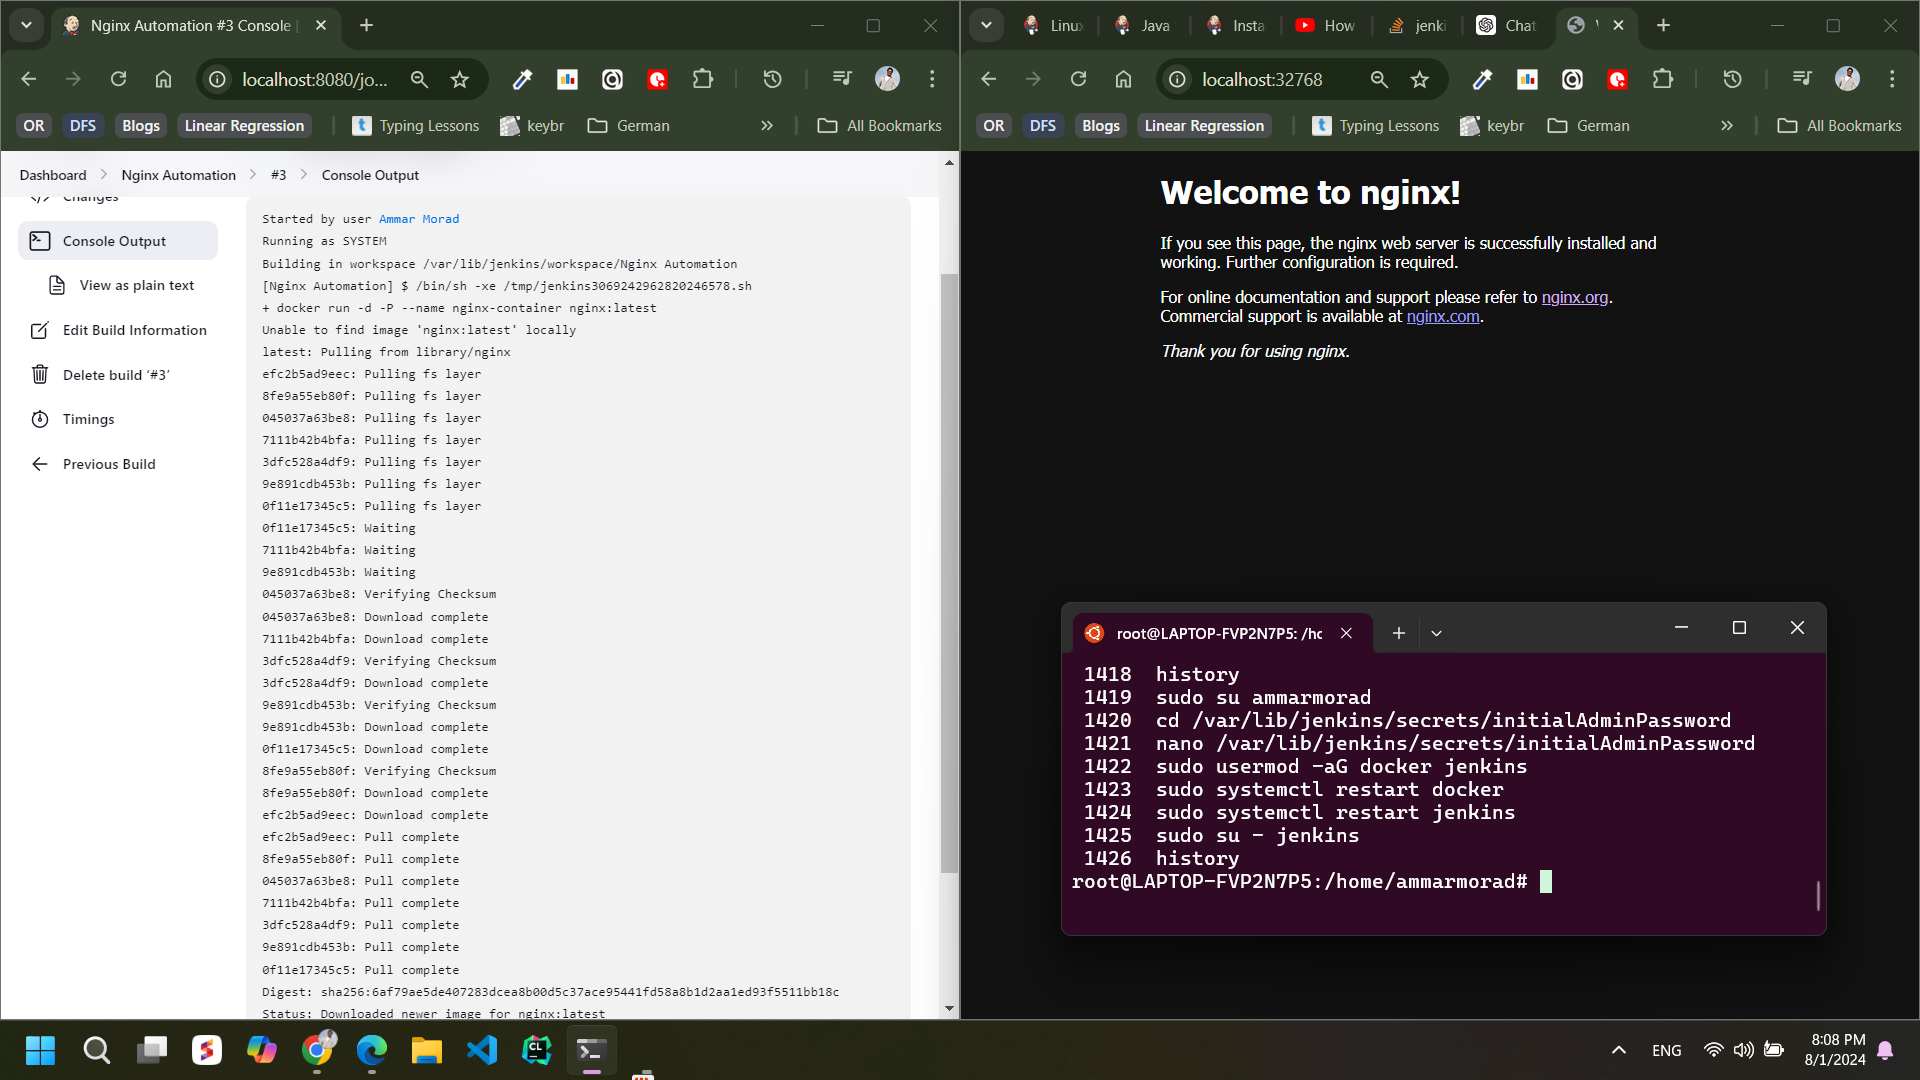 Nginx Automation #3 Console [
localhost:8080/jo...
OR DFS Blogs Linear Regression Typing Lessons keybr German » All Bookmarks
Dashboard > Nginx Automation > #3 > Console Output
Changes
Console Output
View as plain text
Edit Build Information
Delete build ‘#3’
Timings
Previous Build
Started by user Ammar Morad
Running as SYSTEM
Building in workspace /var/lib/jenkins/workspace/Nginx Automation
[Nginx Automation] $ /bin/sh -xe /tmp/jenkins3069242962820246578.sh
+ docker run -d -P --name nginx-container nginx:latest
Unable to find image 'nginx:latest' locally
latest: Pulling from library/nginx
efc2b5ad9eec: Pulling fs layer
8fe9a55eb80f: Pulling fs layer
045037a63be8: Pulling fs layer
7111b42b4bfa: Pulling fs layer
3dfc528a4df9: Pulling fs layer
9e891cdb453b: Pulling fs layer
0f11e17345c5: Pulling fs layer
0f11e17345c5: Waiting
7111b42b4bfa: Waiting
9e891cdb453b: Waiting
045037a63be8: Verifying Checksum
045037a63be8: Download complete
7111b42b4bfa: Download complete
3dfc528a4df9: Verifying Checksum
3dfc528a4df9: Download complete
9e891cdb453b: Verifying Checksum
9e891cdb453b: Download complete
0f11e17345c5: Download complete
8fe9a55eb80f: Verifying Checksum
8fe9a55eb80f: Download complete
efc2b5ad9eec: Download complete
efc2b5ad9eec: Pull complete
8fe9a55eb80f: Pull complete
045037a63be8: Pull complete
7111b42b4bfa: Pull complete
3dfc528a4df9: Pull complete
9e891cdb453b: Pull complete
0f11e17345c5: Pull complete
Digest: sha256:6af79ae5de407283dcea8b00d5c37ace95441fd58a8b1d2aa1ed93f5511bb18c
Status: Downloaded newer image for nginx:latest
Linux Java Insta How jenki Chat
localhost:32768
OR DFS Blogs Linear Regression Typing Lessons keybr German » All Bookmarks
Welcome to nginx!
If you see this page, the nginx web server is successfully installed and
working. Further configuration is required.
For online documentation and support please refer to nginx.org.
Commercial support is available at nginx.com.
Thank you for using nginx.
root@LAPTOP-FVP2N7P5: /hc
1418 history
1419 sudo su ammarmorad
1420 cd /var/lib/jenkins/secrets/initialAdminPassword
1421 nano /var/lib/jenkins/secrets/initialAdminPassword
1422 sudo usermod -aG docker jenkins
1423 sudo systemctl restart docker
1424 sudo systemctl restart jenkins
1425 sudo su - jenkins
1426 history
root@LAPTOP-FVP2N7P5:/home/ammarmorad#
CL
ENG
8:08 PM
8/1/2024